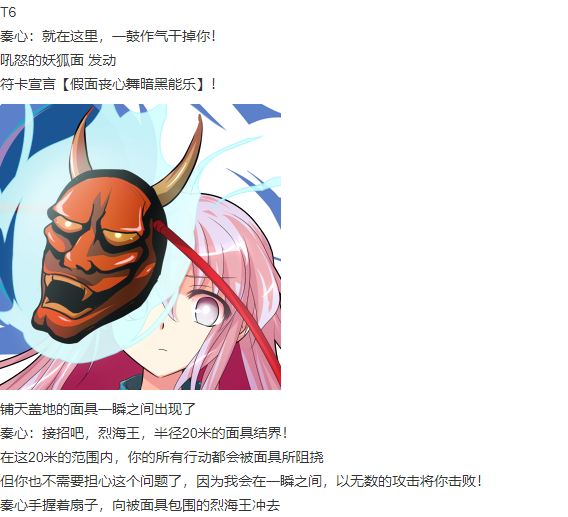 T6
秦心：就在这里，一鼓作气干掉你！
吼怒的妖狐面 发动
符卡宣言【假面丧心舞暗黑能乐】！
铺天盖地的面具一瞬之间出现了
秦心：接招吧，烈海王，半径20米的面具结界！
在这20米的范围内，你的所有行动都会被面具所阻挠
但你也不需要担心这个问题了，因为我会在一瞬之间，以无数的攻击将你击败！
秦心手握着扇子，向被面具包围的烈海王冲去